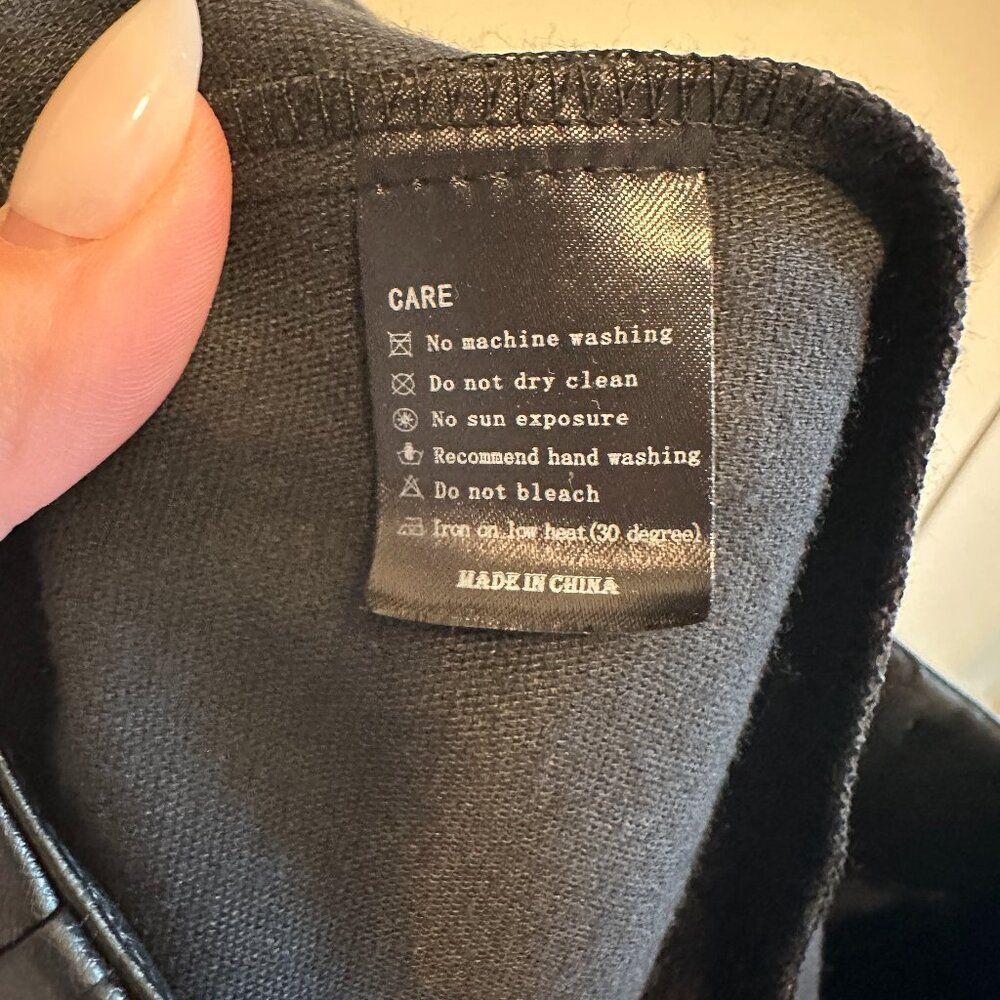 CARE
No machine washing
Do not dry clean
No sun exposure
Recommend hand washing
Do not bleach
Iron on low heat(30 degree)
MADE IN CHINA